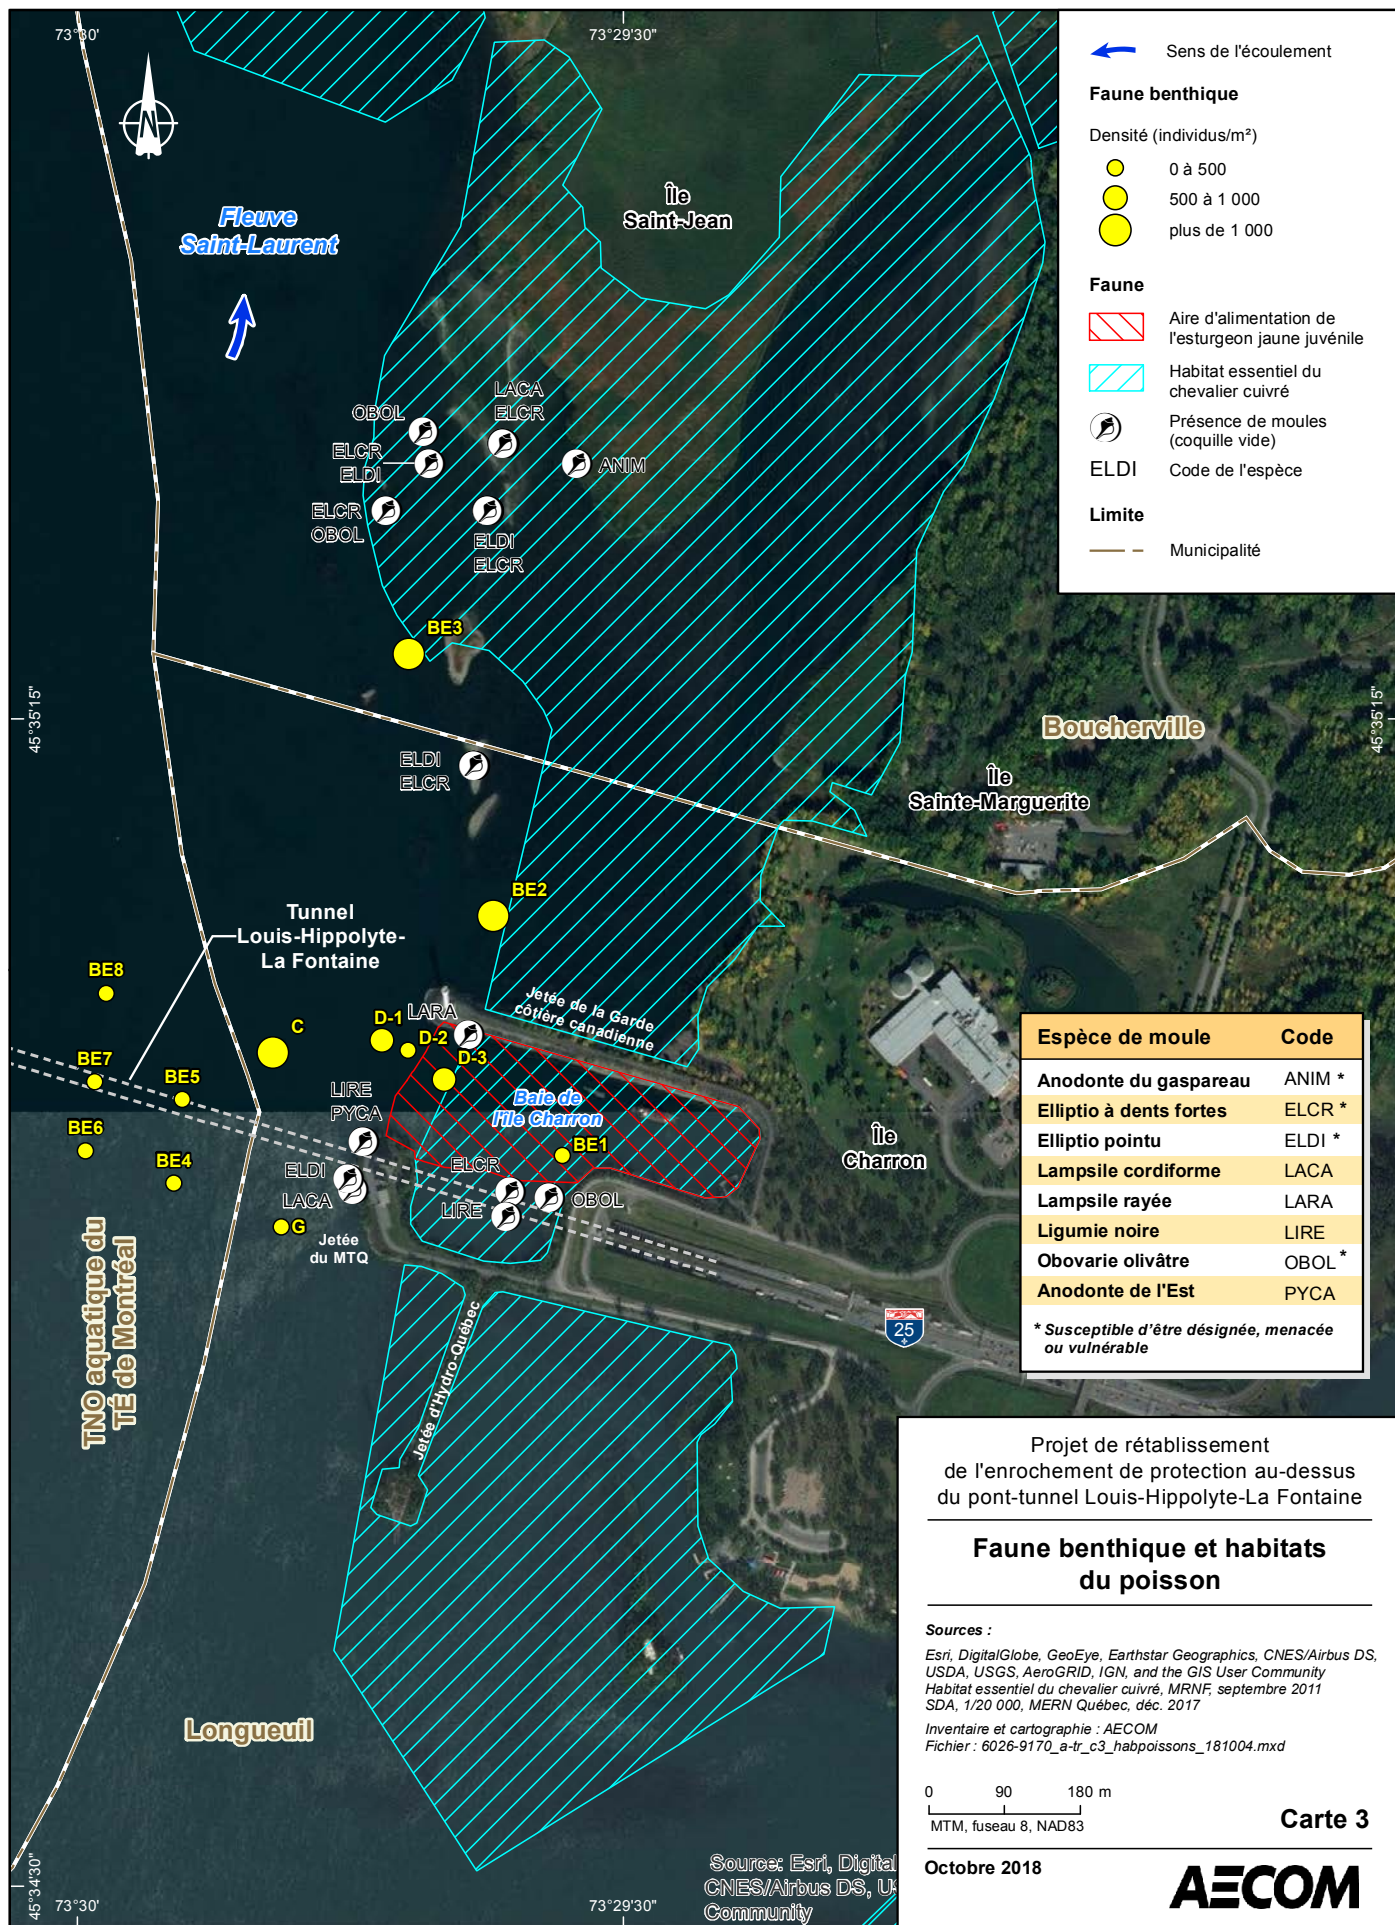 73°30'
73°29'30"
N
Fleuve
Saint-Laurent
Île
Saint-Jean
Sens de l'écoulement
Faune benthique
Densité (individus/m²)
0 à 500
500 à 1 000
plus de 1 000
Faune
Aire d'alimentation de
l'esturgeon jaune juvénile
Habitat essentiel du
chevalier cuivré
Présence de moules
(coquille vide)
ELDI
Code de l'espèce
Limite
Municipalité
LACA
ELCR
OBOL
ELCR
ELDI
ANIM
ELCR
OBOL
ELDI
ELCR
BE3
45°35'15"
45°35'15"
Boucherville
ELDI
ELCR
Île
Sainte-Marguerite
BE2
Tunnel
Louis-Hippolyte-
La Fontaine
BE8
Jetée de la Garde
côtière canadienne
LARA
C
D-1
D-2
D-3
BE7
BE5
LIRE
PYCA
Baie de
l'île Charron
BE6
BE4
BE1
Île
Charron
ELDI
ELCR
LACA
LIRE
OBOL
G
Jetée
du MTQ
TNO aquatique du
TÉ de Montréal
Jetée d'Hydro-Québec
25
Espèce de moule Code
Anodonte du gaspareau ANIM *
Elliptio à dents fortes ELCR *
Elliptio pointu ELDI *
Lampsile cordiforme LACA
Lampsile rayée LARA
Ligumie noire LIRE
Obovarie olivâtre OBOL *
Anodonte de l'Est PYCA
* Susceptible d'être désignée, menacée
ou vulnérable
Longueuil
Projet de rétablissement
de l'enrochement de protection au-dessus
du pont-tunnel Louis-Hippolyte-La Fontaine
Faune benthique et habitats
du poisson
Sources :
Esri, DigitalGlobe, GeoEye, Earthstar Geographics, CNES/Airbus DS,
USDA, USGS, AeroGRID, IGN, and the GIS User Community
Habitat essentiel du chevalier cuivré, MRNF, septembre 2011
SDA, 1/20 000, MERN Québec, déc. 2017
Inventaire et cartographie : AECOM
Fichier : 6026-9170_a-tr_c3_habpoissons_181004.mxd
0 90 180 m
MTM, fuseau 8, NAD83
Carte 3
Octobre 2018
AECOM
Source: Esri, Digital
CNES/Airbus DS, US
Community
45°34'30"
73°30'
73°29'30"